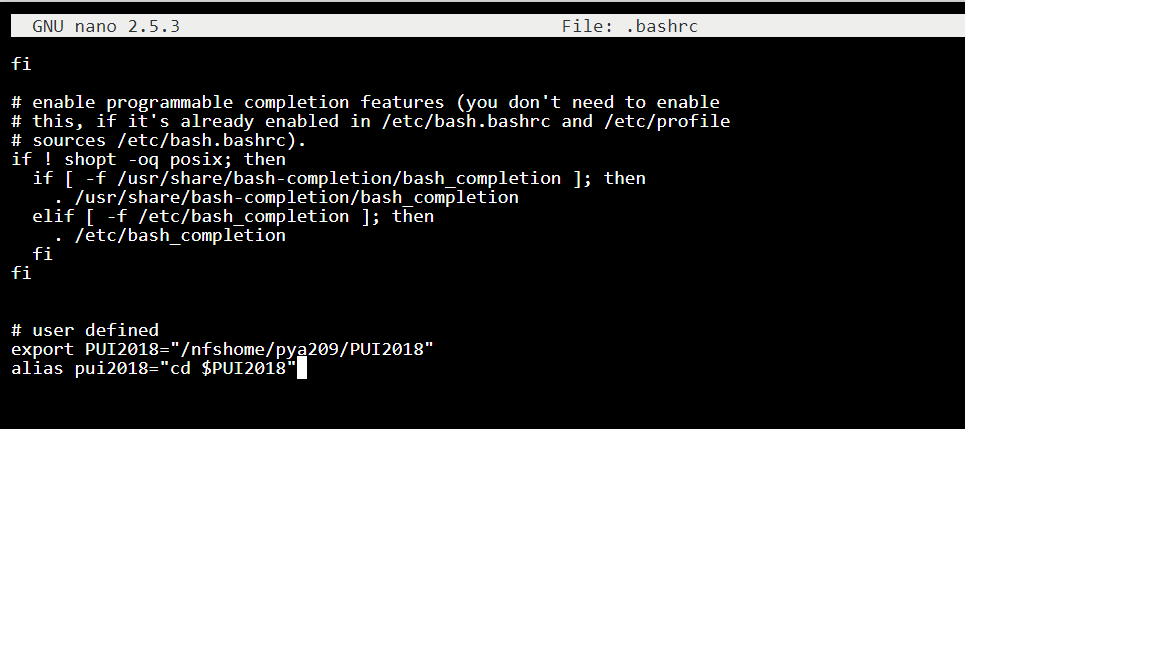 GNU nano 2.5.3 File: .bashrc
fi
# enable programmable completion features (you don't need to enable
# this, if it's already enabled in /etc/bash.bashrc and /etc/profile
# sources /etc/bash.bashrc).
if ! shopt -oq posix; then
  if [ -f /usr/share/bash-completion/bash_completion ]; then
    . /usr/share/bash-completion/bash_completion
  elif [ -f /etc/bash_completion ]; then
    . /etc/bash_completion
  fi
fi
# user defined
export PUI2018="/nfshome/pya209/PUI2018"
alias pui2018="cd $PUI2018"